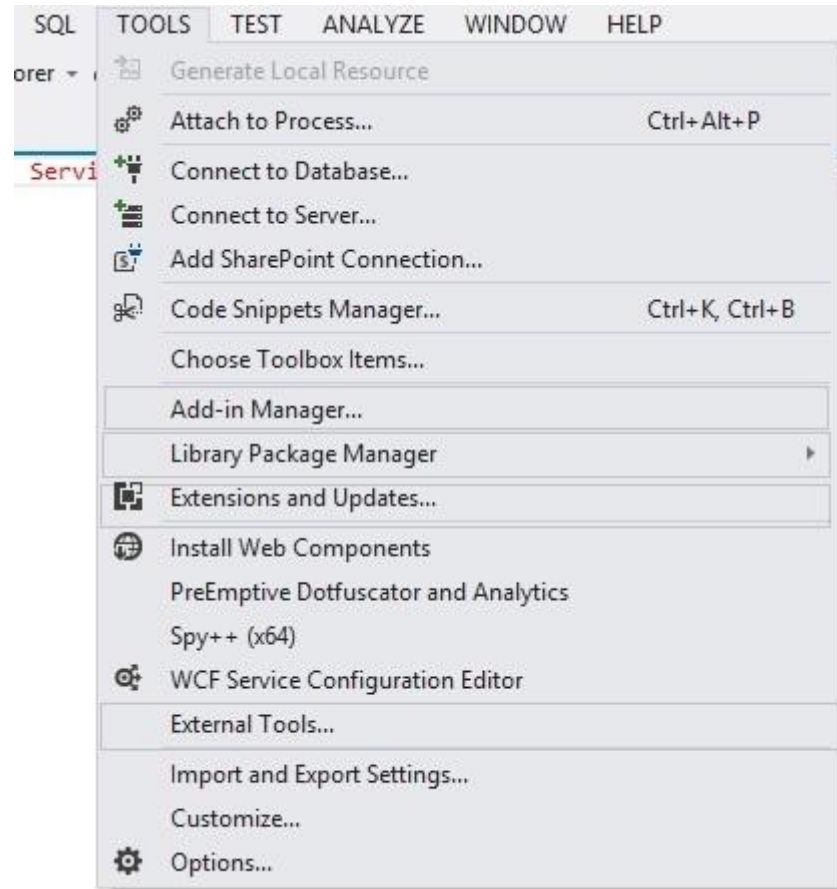 SQL TOOLS TEST ANALYZE WINDOW HELP
orer
Generate Local Resource
Attach to Process... Ctrl+Alt+P
Servi
Connect to Database...
Connect to Server...
Add SharePoint Connection...
Code Snippets Manager... Ctrl+K, Ctrl+B
Choose Toolbox Items...
Add-in Manager...
Library Package Manager
Extensions and Updates...
Install Web Components
PreEmptive Dotfuscator and Analytics
Spy++ (x64)
WCF Service Configuration Editor
External Tools...
Import and Export Settings...
Customize...
Options...